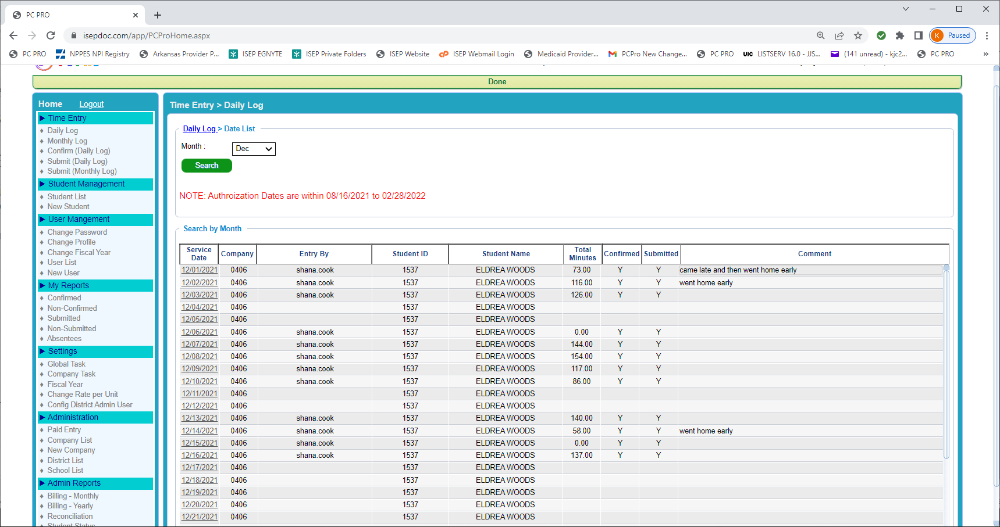 PC PRO
isepdoc.com/app/PCProHome.aspx
K Paused
PC PRO NPPES NPI Registry Arkansas Provider P... ISEP EGNYTE ISEP Private Folders ISEP Website ISEP Webmail Login Medicaid Provider... PCPro New Change... PC PRO UIC LISTSERV 16.0 - JJS... (141 unread) - kjc2... PC PRO »
Done
Home Logout
Time Entry
Daily Log
Monthly Log
Confirm (Daily Log)
Submit (Daily Log)
Submit (Monthly Log)
Student Management
Student List
New Student
User Mangement
Change Password
Change Profile
Change Fiscal Year
User List
New User
My Reports
Confirmed
Non-Confirmed
Submitted
Non-Submitted
Absentees
Settings
Global Task
Company Task
Fiscal Year
Change Rate per Unit
Config District Admin User
Administration
Paid Entry
Company List
New Company
District List
School List
Admin Reports
Billing - Monthly
Billing - Yearly
Reconciliation
Student Status
Time Entry > Daily Log
Daily Log > Date List
Month : Dec
Search
NOTE: Authroization Dates are within 08/16/2021 to 02/28/2022
Search by Month
Service Date Company Entry By Student ID Student Name Total Minutes Confirmed Submitted Comment
12/01/2021 0406 shana.cook 1537 ELDREA WOODS 73.00 Y Y came late and then went home early
12/02/2021 0406 shana.cook 1537 ELDREA WOODS 116.00 Y Y went home early
12/03/2021 0406 shana.cook 1537 ELDREA WOODS 126.00 Y Y
12/04/2021 0406 1537 ELDREA WOODS
12/05/2021 0406 1537 ELDREA WOODS
12/06/2021 0406 shana.cook 1537 ELDREA WOODS 0.00 Y Y
12/07/2021 0406 shana.cook 1537 ELDREA WOODS 144.00 Y Y
12/08/2021 0406 shana.cook 1537 ELDREA WOODS 154.00 Y Y
12/09/2021 0406 shana.cook 1537 ELDREA WOODS 117.00 Y Y
12/10/2021 0406 shana.cook 1537 ELDREA WOODS 86.00 Y Y
12/11/2021 0406 1537 ELDREA WOODS
12/12/2021 0406 1537 ELDREA WOODS
12/13/2021 0406 shana.cook 1537 ELDREA WOODS 140.00 Y Y
12/14/2021 0406 shana.cook 1537 ELDREA WOODS 58.00 Y Y went home early
12/15/2021 0406 shana.cook 1537 ELDREA WOODS 0.00 Y Y
12/16/2021 0406 shana.cook 1537 ELDREA WOODS 137.00 Y Y
12/17/2021 0406 1537 ELDREA WOODS
12/18/2021 0406 1537 ELDREA WOODS
12/19/2021 0406 1537 ELDREA WOODS
12/20/2021 0406 1537 ELDREA WOODS
12/21/2021 0406 1537 ELDREA WOODS